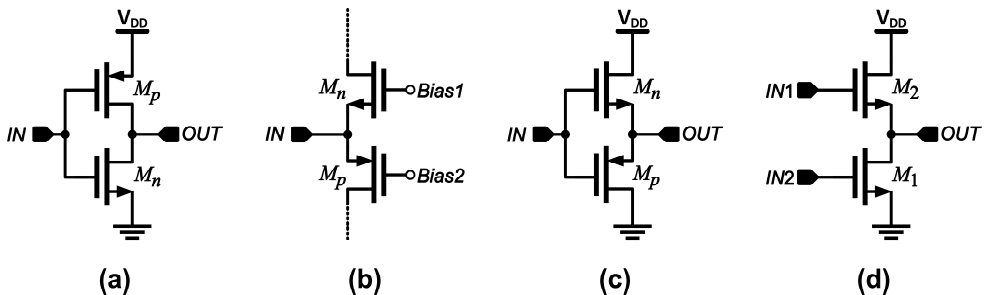 V_DD
M_p
IN
OUT
M_n
(a)
M_n
Bias1
IN
M_p
Bias2
(b)
V_DD
M_n
IN
OUT
M_p
(c)
V_DD
IN1
M_2
OUT
IN2
M_1
(d)